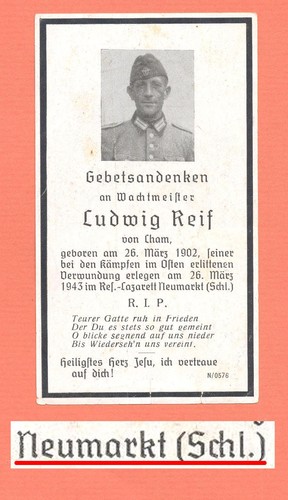 Gebetsandenken
an Wachtmeister
Ludwig Reif
von Cham,
geboren am 26. März 1902, seiner
bei den Kämpfen im Osten erlittenen
Verwundung erlegen am 26. März
1943 im Res.-Lazarett Neumarkt (Schl.)
R. I. P.
Teurer Gatte ruh in Frieden
Der Du es stets so gut gemeint
O blicke segnend auf uns nieder
Bis Wiederseh'n uns vereint.
Heiligstes Herz Jesu, ich vertraue
auf dich!
N/0576
Neumarkt (Schl.)